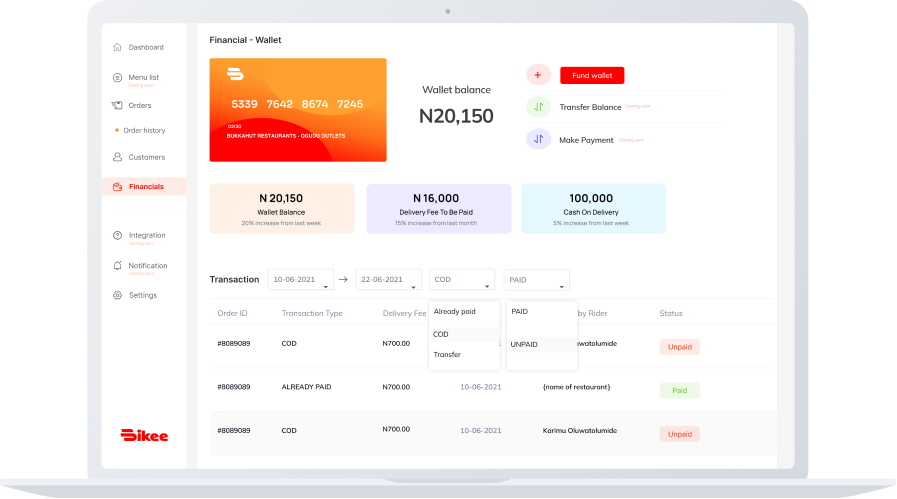 Financial - Wallet
Dashboard
Menu list
Coming soon
Orders
Order history
Customers
Financials
Integration
Coming soon
Notification
Coming soon
Settings
Bikee
5339 7642 8674 7245
BUKKAHUT RESTAURANTS - OGUDU OUTLETS
Wallet balance
N20,150
Fund wallet
Transfer Balance Coming soon
Make Payment Coming soon
N 20,150
Wallet Balance
20% increase from last week
N 16,000
Delivery Fee To Be Paid
15% increase from last month
100,000
Cash On Delivery
5% increase from last week
Transaction 10-06-2021 22-06-2021 COD PAID
Already paid
COD
Transfer
PAID
UNPAID
Order ID Transaction Type Delivery Fee by Rider Status
#8089089 COD N700.00 uwatolumide Unpaid
#8089089 ALREADY PAID N700.00 10-06-2021 {name of restaurant} Paid
#8089089 COD N700.00 10-06-2021 Karimu Oluwatolumide Unpaid